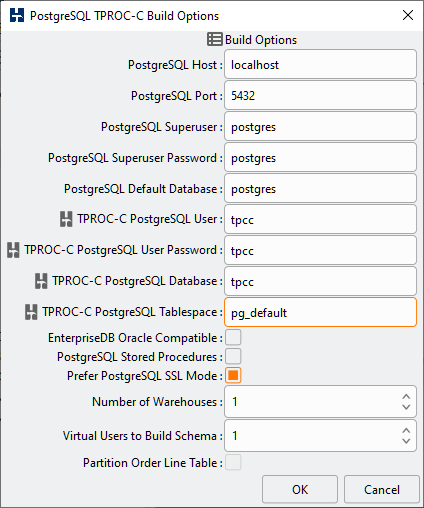 PostgreSQL TPROC-C Build Options
Build Options
PostgreSQL Host : localhost
PostgreSQL Port : 5432
PostgreSQL Superuser : postgres
PostgreSQL Superuser Password : postgres
PostgreSQL Default Database : postgres
TPROC-C PostgreSQL User : tpcc
TPROC-C PostgreSQL User Password : tpcc
TPROC-C PostgreSQL Database : tpcc
TPROC-C PostgreSQL Tablespace : pg_default
EnterpriseDB Oracle Compatible :
PostgreSQL Stored Procedures :
Prefer PostgreSQL SSL Mode :
Number of Warehouses : 1
Virtual Users to Build Schema : 1
Partition Order Line Table :
OK Cancel